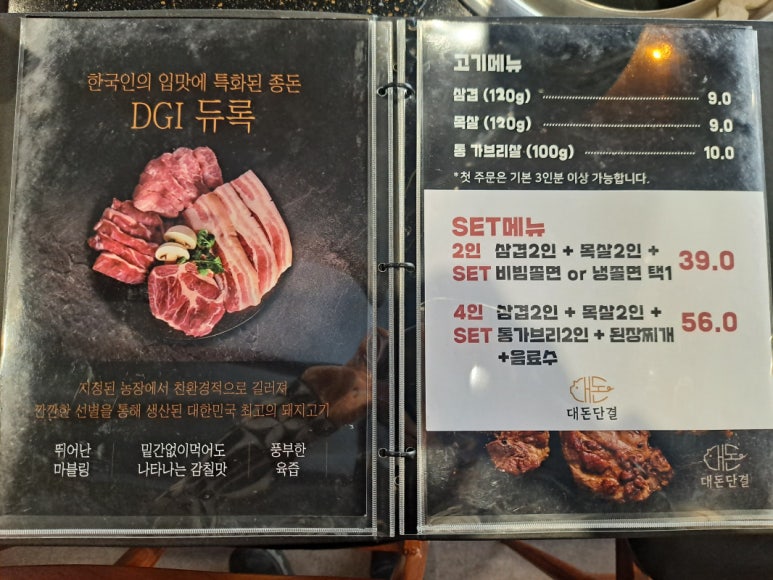 한국인의 입맛에 특화된 종돈
DGI 듀록
지정된 농장에서 친환경적으로 길러져
깐깐한 선별을 통해 생산된 대한민국 최고의 돼지고기
뛰어난
마블링
밑간없이먹어도
나타나는 감칠맛
풍부한
육즙
고기메뉴
삼겹 (120g) 9.0
목살 (120g) 9.0
통 가브리살 (100g) 10.0
*첫 주문은 기본 3인분 이상 가능합니다.
SET메뉴
2인 삼겹2인 + 목살2인 +
SET 비빔쫄면 or 냉쫄면 택1 39.0
4인 삼겹2인 + 목살2인 +
SET 통가브리2인 + 된장찌개 56.0
+음료수
대돈
대돈단결
대돈
대돈단결